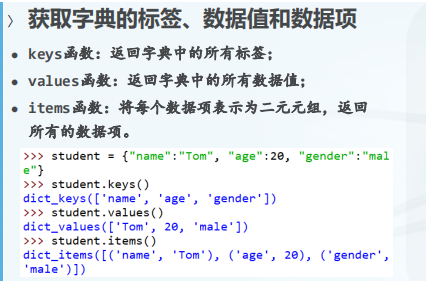 › 获取字典的标签、数据值和数据项
• keys函数：返回字典中的所有标签；
• values函数：返回字典中的所有数据值；
• items函数：将每个数据项表示为二元元组，返回
所有的数据项。
>>> student = {"name":"Tom", "age":20, "gender":"mal
e"}
>>> student.keys()
dict_keys(['name', 'age', 'gender'])
>>> student.values()
dict_values(['Tom', 20, 'male'])
>>> student.items()
dict_items([('name', 'Tom'), ('age', 20), ('gender',
'male')])